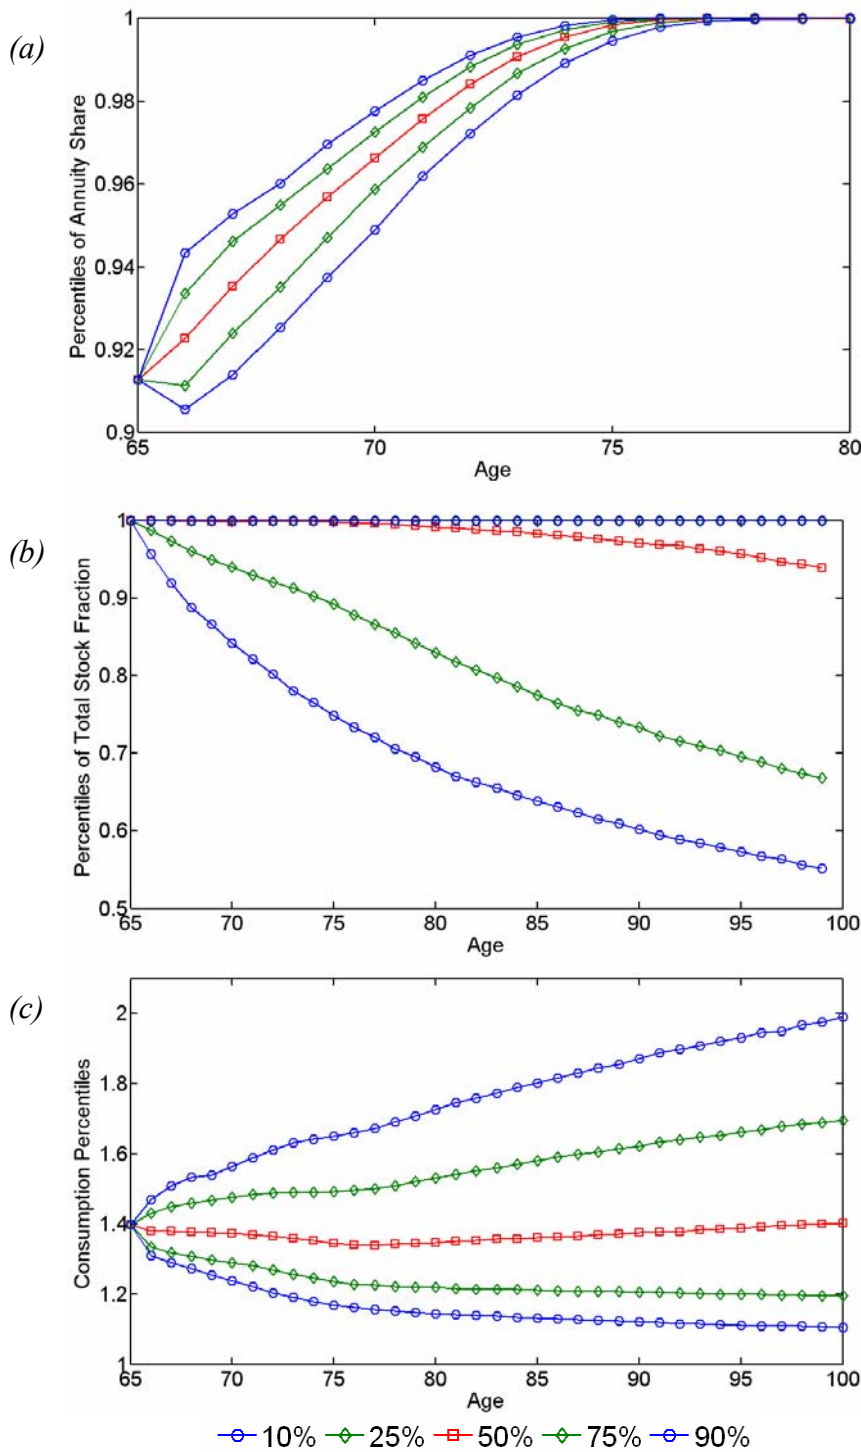 (a)
Percentiles of Annuity Share
1
0.98
0.96
0.94
0.92
0.9
65 70 75 80
Age
(b)
Percentiles of Total Stock Fraction
1
0.9
0.8
0.7
0.6
0.5
65 70 75 80 85 90 95 100
Age
(c)
Consumption Percentiles
2
1.8
1.6
1.4
1.2
1
65 70 75 80 85 90 95 100
Age
10% 25% 50% 75% 90%